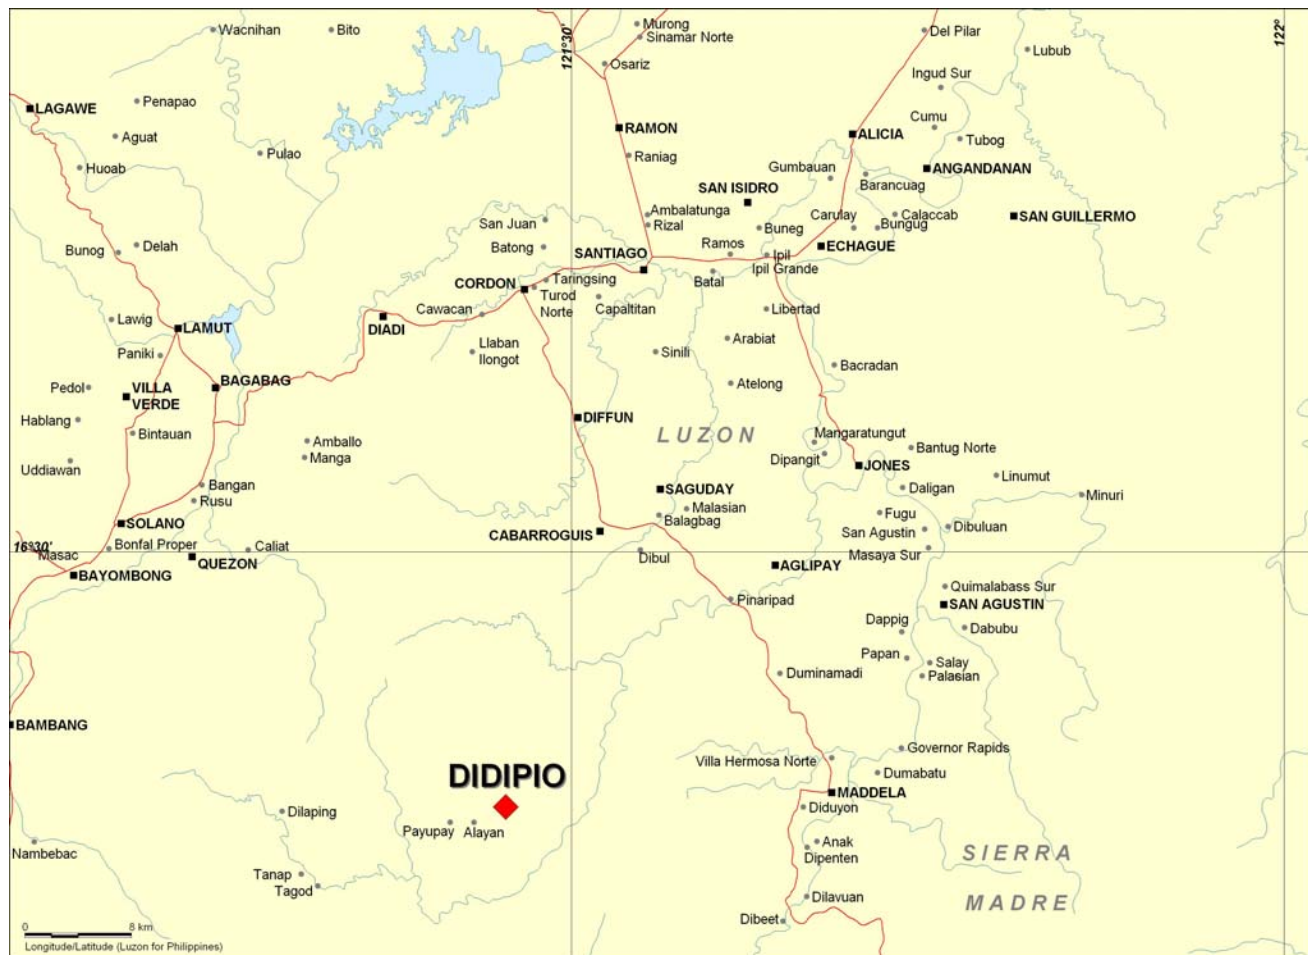 Wacnihan
Bito
Murong
Sinamar Norte
Del Pilar
122°
121°30'
Lubub
Osariz
Ingud Sur
Penapao
LAGAWE
Aguat
RAMON
ALICIA
Cumu
Tubog
Pulao
Raniag
Huoab
Gumbauan
ANGANDANAN
Barancuag
SAN ISIDRO
Ambalatunga
Rizal
San Juan
Carulay
Calaccab
Bungug
SAN GUILLERMO
Buneg
Bunog
Delah
Batong
SANTIAGO
Ramos
ECHAGUE
Ipil
Ipil Grande
CORDON
Taringsing
Batal
Turod
Norte
Capaltitan
Cawacan
Libertad
Lawig
LAMUT
DIADI
Llaban
Ilongot
Sinili
Arabiat
Paniki
Bacradan
Pedol
VILLA
VERDE
BAGABAG
Atelong
Hablang
DIFFUN
LUZON
Bintauan
Amballo
Manga
Mangaratungut
Bantug Norte
Dipangit
JONES
Uddiawan
Linumut
Bangan
Rusu
SAGUDAY
Malasian
Balagbag
Daligan
Minuri
Fugu
SOLANO
CABARROGUIS
San Agustin
Dibuluan
16°30'
Masac
Bonfal Proper
Caliat
Dibul
Masaya Sur
QUEZON
BAYOMBONG
AGLIPAY
Quimalabass Sur
Pinaripad
SAN AGUSTIN
Dappig
Dabubu
Papan
Salay
Palasian
Duminamadi
BAMBANG
Governor Rapids
Villa Hermosa Norte
Dumabatu
DIDIPIO
MADDELA
Diduyon
Dilaping
Payupay
Alayan
Anak
Dipenten
Nambebac
SIERRA
MADRE
Tanap
Tagod
Dilavuan
Dibeet
0
8 km
Longitude/Latitude (Luzon for Philippines)